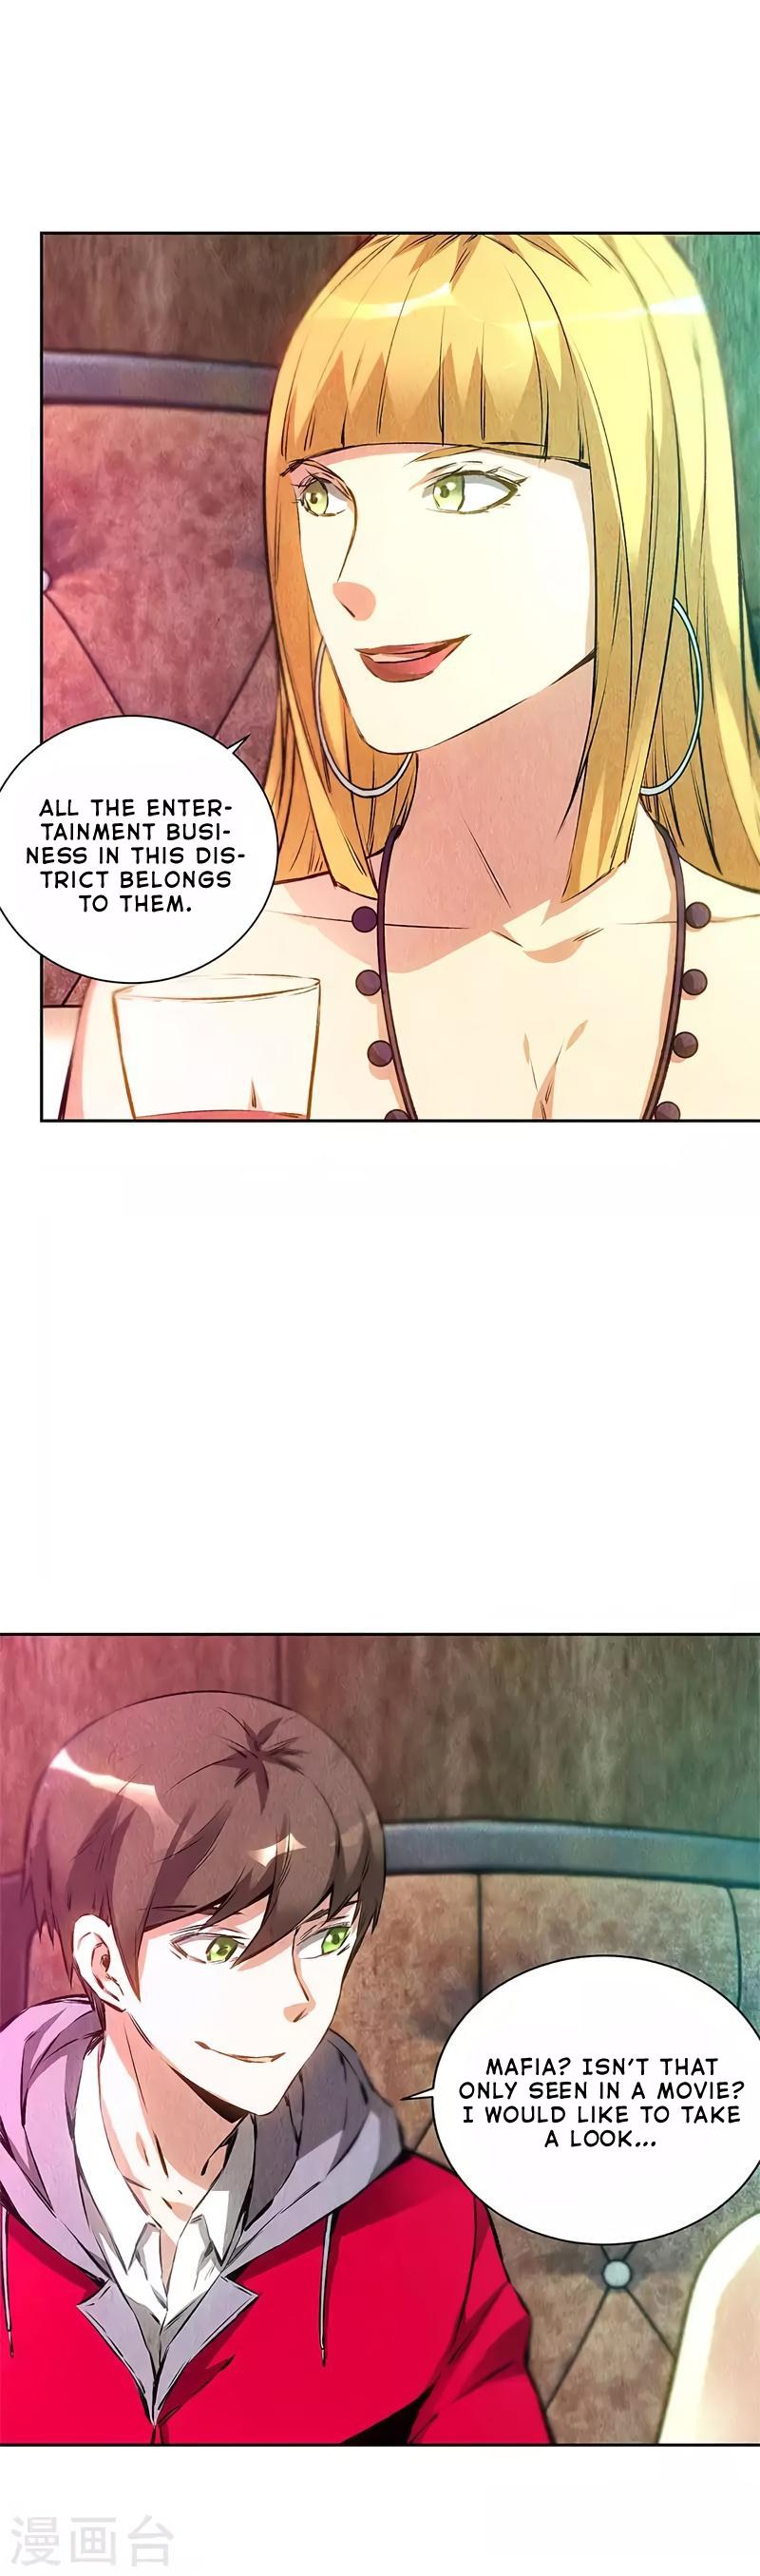 ALL THE ENTER-
TAINMENT BUSI-
NESS IN THIS DIS-
TRICT BELONGS
TO THEM.
MAFIA? ISN'T THAT
ONLY SEEN IN A MOVIE?
I WOULD LIKE TO TAKE
A LOOK...
漫画台